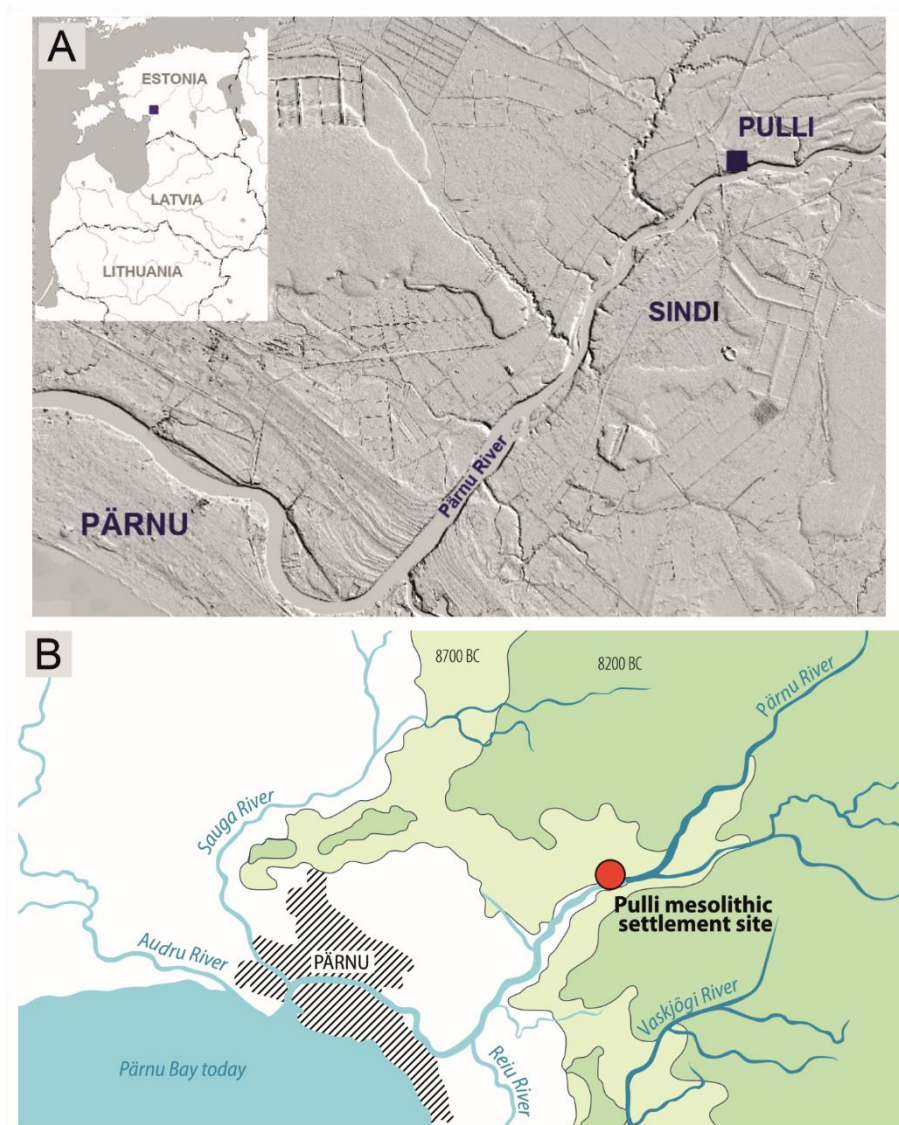 A
ESTONIA
LATVIA
LITHUANIA
PULLI
SINDI
Pärnu River
PÄRNU
B
8700 BC
8200 BC
Pärnu River
Sauga River
Pulli mesolithic
settlement site
PÄRNU
Audru River
Vaskjõgi River
Reiu River
Pärnu Bay today